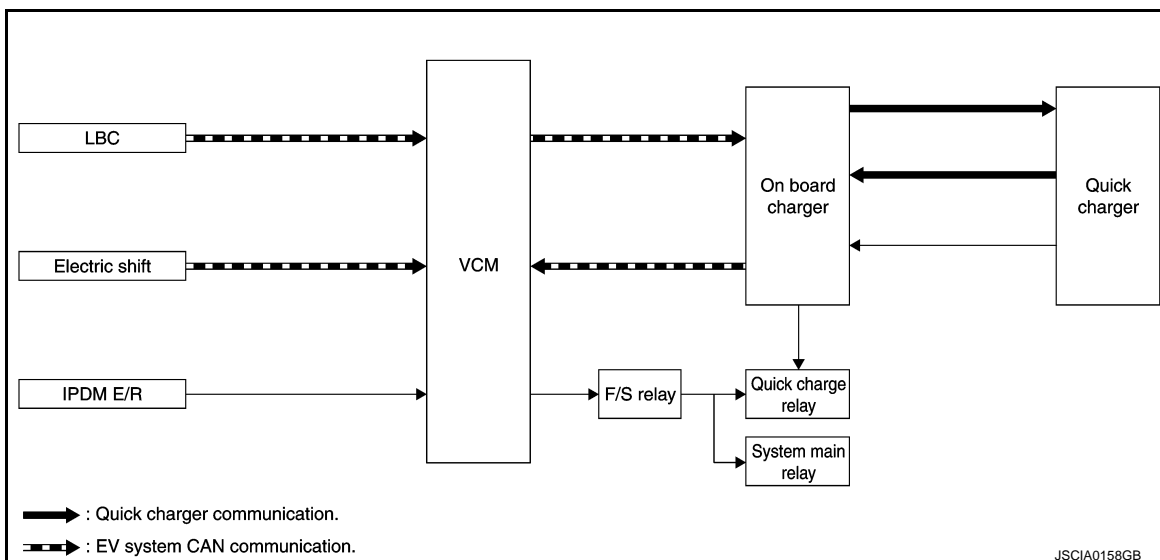 LBC
Electric shift
IPDM E/R
VCM
F/S relay
On board
charger
Quick charge
relay
System main
relay
Quick
charger
: Quick charger communication.
: EV system CAN communication.
JSCIA0158GB